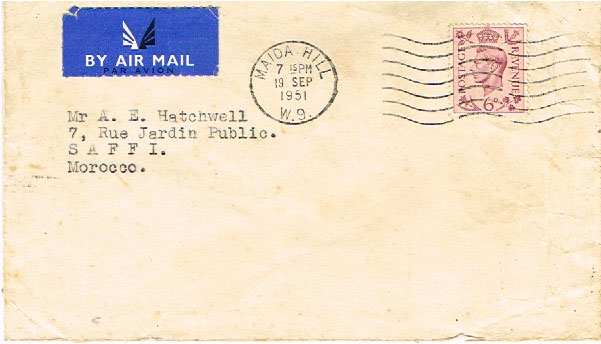 BY AIR MAIL
PAR AVION
MAIDA HILL
7 15PM
19 SEP
1951
W.9.
POSTAGE
REVENUE
6D.
Mr A. E. Hatchwell
7, Rue Jardin Public.
S A F F I.
Morocco.